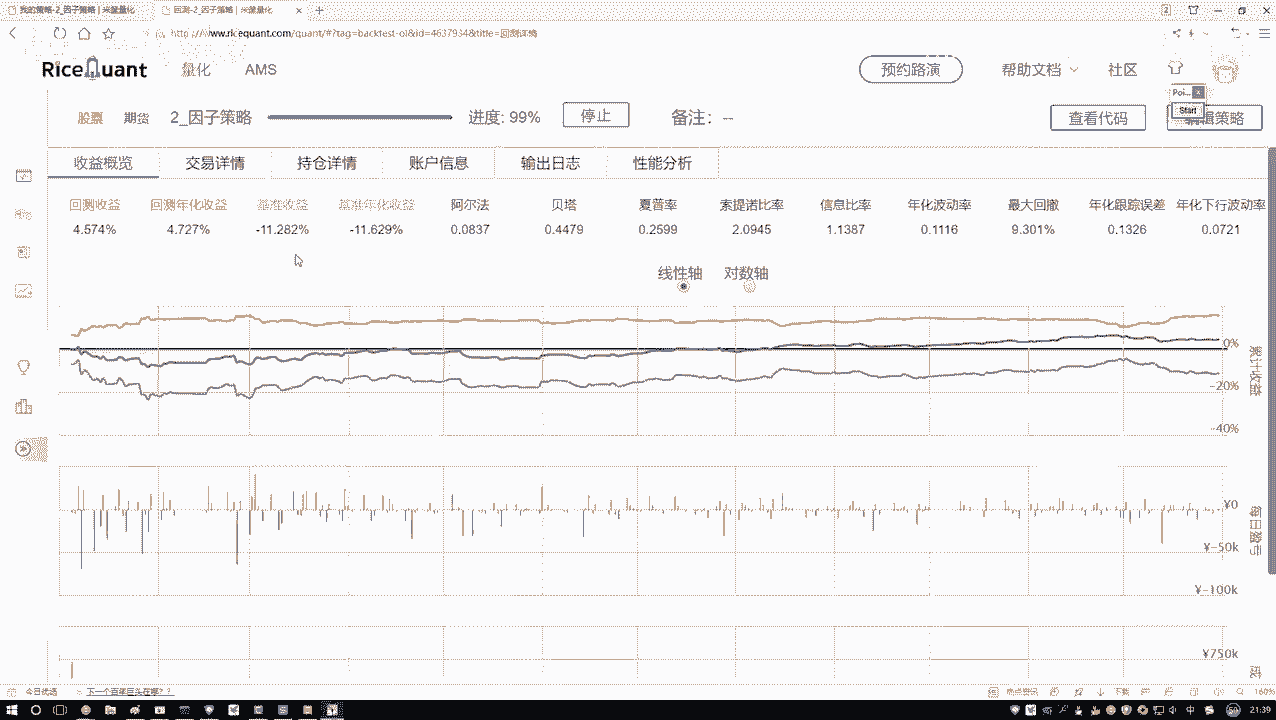 我的策略-2_因子策略 | 米筐量化
回测-2_因子策略 | 米筐量化
www.ricequant.com/quant/#?tag=backtest-ol&id=4637934&title=回测详情
RiceQuant 量化 AMS 预约路演 帮助文档 社区
股票 期货 2_因子策略 进度: 99% 停止 备注: -- 查看代码 编辑策略
Poi...
Start
收益概览 交易详情 持仓详情 账户信息 输出日志 性能分析
回测收益 回测年化收益 基准收益 基准年化收益 阿尔法 贝塔 夏普率 索提诺比率 信息比率 年化波动率 最大回撤 年化跟踪误差 年化下行波动率
4.574% 4.727% -11.282% -11.629% 0.0837 0.4479 0.2599 2.0945 1.1387 0.1116 9.301% 0.1326 0.0721
线性轴 对数轴
0%
-20%
-40%
累计收益
¥0
¥-50k
¥-100k
每日盈亏
¥750k
今日优选 下一个百年巨头在哪？？
下载
160%
中
21:39